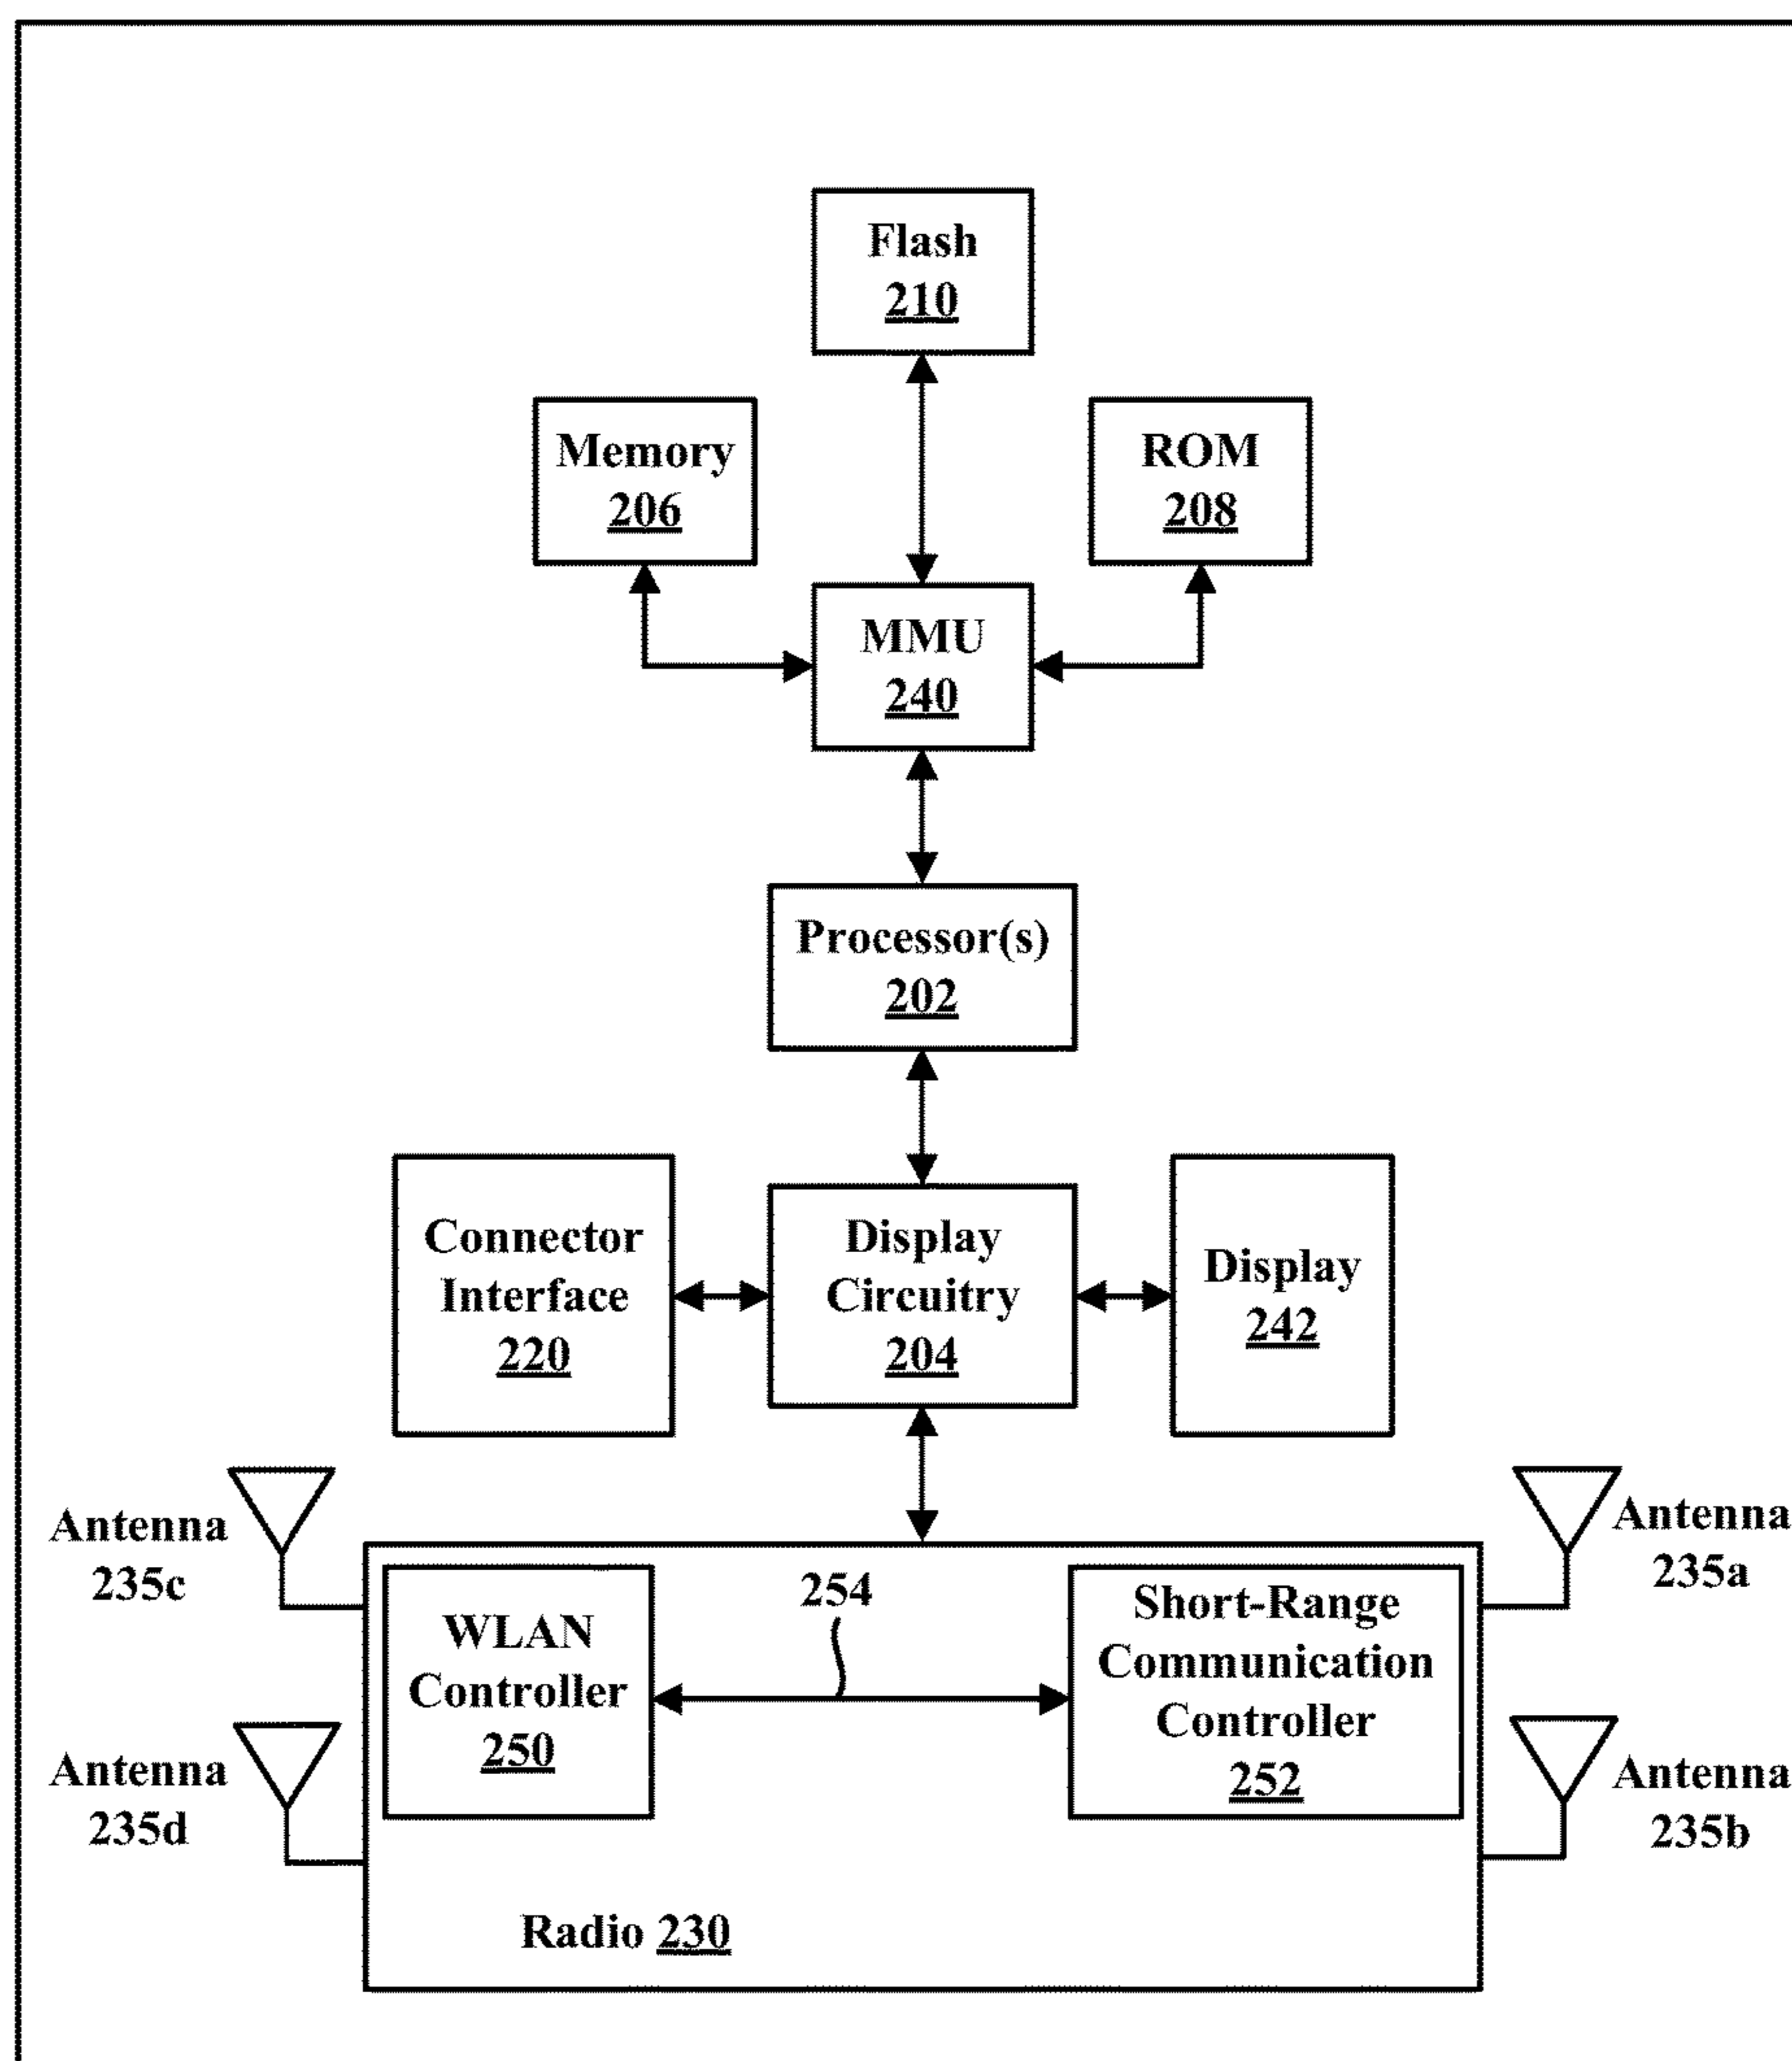 Flash
210
Memory
206
ROM
208
MMU
240
Processor(s)
202
Connector
Interface
220
Display
Circuitry
204
Display
242
Antenna
235c
Antenna
235a
WLAN
Controller
250
254
Short-Range
Communication
Controller
252
Antenna
235d
Antenna
235b
Radio 230